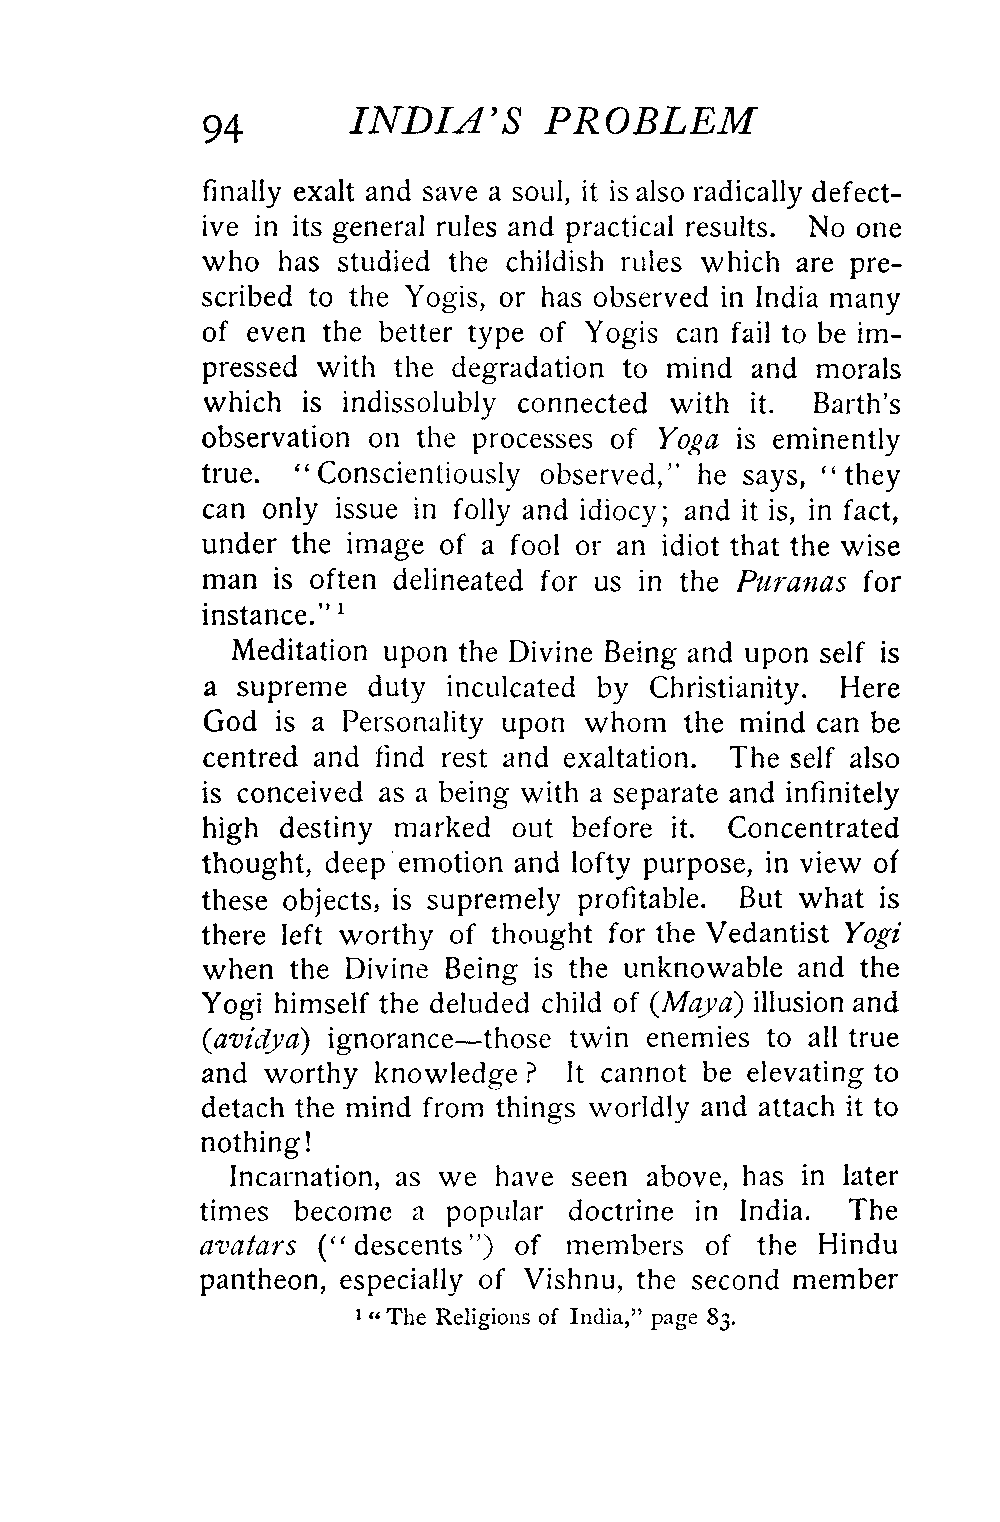 94 INDIA'S PROBLEM
finally exalt and save a soul, it is also radically defect-
ive in its general rules and practical results. No one
who has studied the childish rules which are pre-
scribed to the Yogis, or has observed in India many
of even the better type of Yogis can fail to be im-
pressed with the degradation to mind and morals
which is indissolubly connected with it. Barth's
observation on the processes of Yoga is eminently
true. "Conscientiously observed," he says, "they
can only issue in folly and idiocy; and it is, in fact,
under the image of a fool or an idiot that the wise
man is often delineated for us in the Puranas for
instance." ¹
Meditation upon the Divine Being and upon self is
a supreme duty inculcated by Christianity. Here
God is a Personality upon whom the mind can be
centred and find rest and exaltation. The self also
is conceived as a being with a separate and infinitely
high destiny marked out before it. Concentrated
thought, deep emotion and lofty purpose, in view of
these objects, is supremely profitable. But what is
there left worthy of thought for the Vedantist Yogi
when the Divine Being is the unknowable and the
Yogi himself the deluded child of (Maya) illusion and
(avidya) ignorance—those twin enemies to all true
and worthy knowledge? It cannot be elevating to
detach the mind from things worldly and attach it to
nothing!
Incarnation, as we have seen above, has in later
times become a popular doctrine in India. The
avatars ("descents") of members of the Hindu
pantheon, especially of Vishnu, the second member
¹ "The Religions of India," page 83.